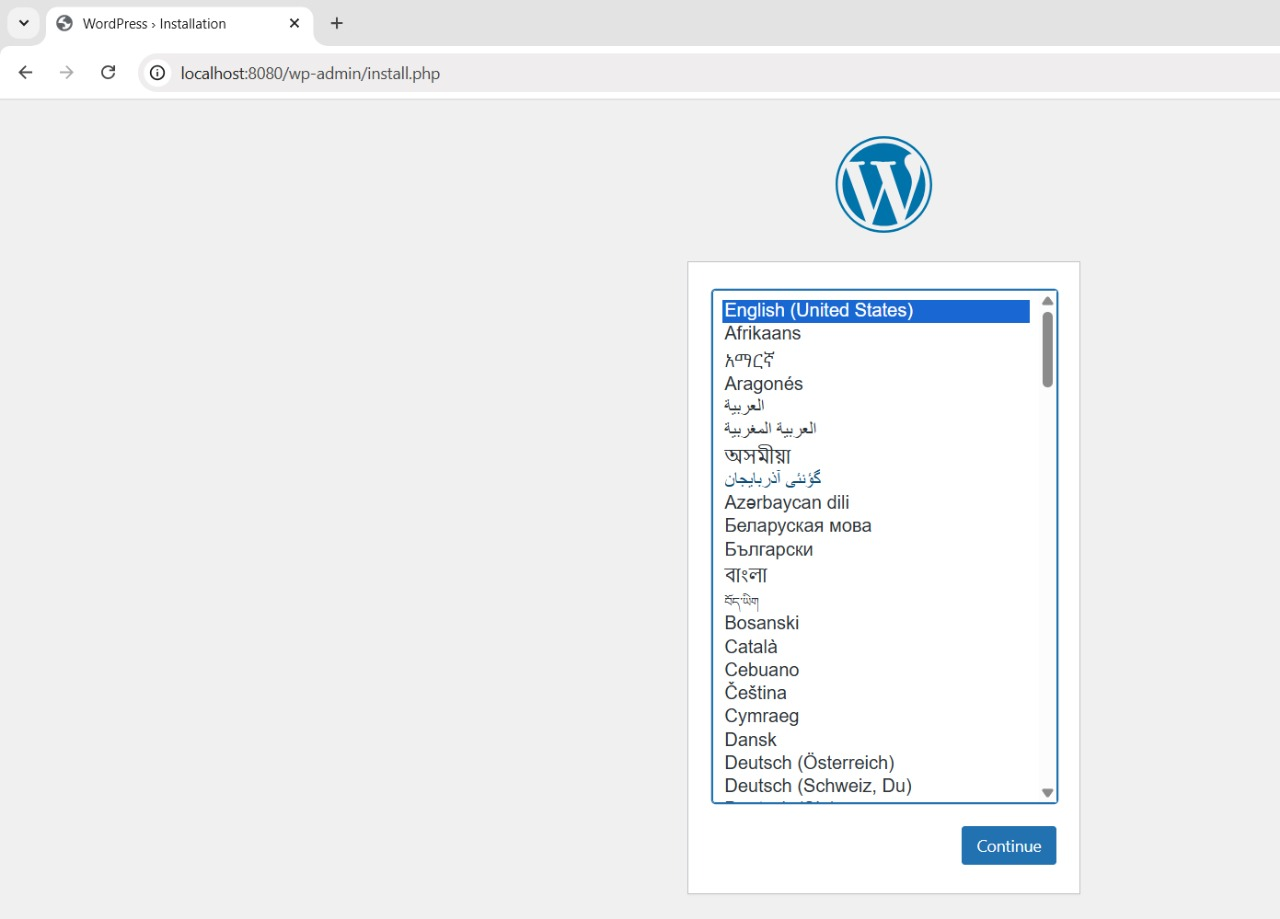 WordPress › Installation
localhost:8080/wp-admin/install.php
English (United States)
Afrikaans
አማርኛ
Aragonés
العربية
العربية المغربية
অসমীয়া
گؤنئی آذربایجان
Azərbaycan dili
Беларуская мова
Български
বাংলা
བོད་ཡིག
Bosanski
Català
Cebuano
Čeština
Cymraeg
Dansk
Deutsch (Österreich)
Deutsch (Schweiz, Du)
Continue